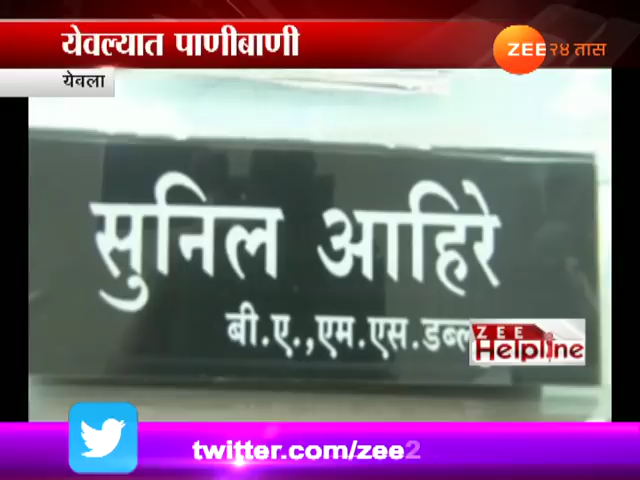 येवल्यात पाणीबाणी
ZEE २४ तास
येवला
सुनिल आहिरे
बी.ए.,एम.एस.डब्लू
ZEE
Helpline
twitter.com/zee2